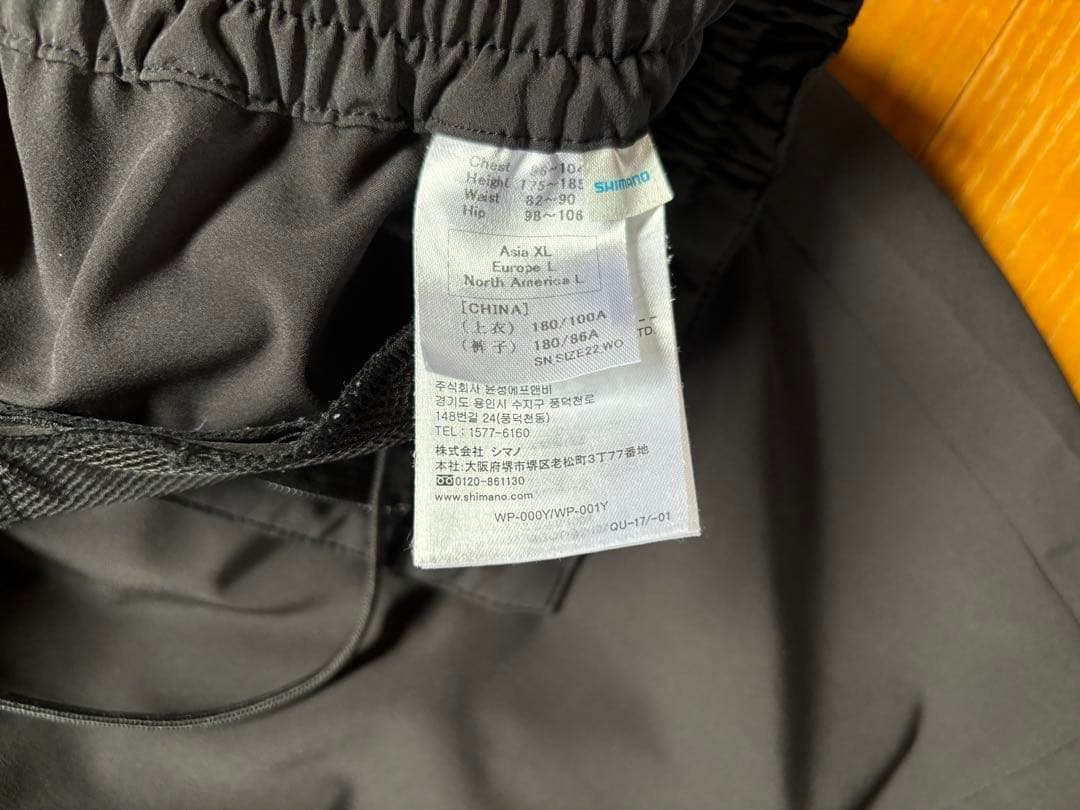 Chest 96~104
Height 175~185
Waist 82~90
Hip 98~106
SHIMANO
Asia XL
Europe L
North America L
[CHINA]
(上衣) 180/100A
(裤子) 180/86A
SN SIZE22.WO
TD.
주식회사 윤성에프앤비
경기도 용인시 수지구 풍덕천로
148번길 24(풍덕천동)
TEL: 1577-6160
株式会社 シマノ
本社:大阪府堺市堺区老松町3丁77番地
0120-861130
www.shimano.com
WP-000Y/WP-001Y
QU-17/-01